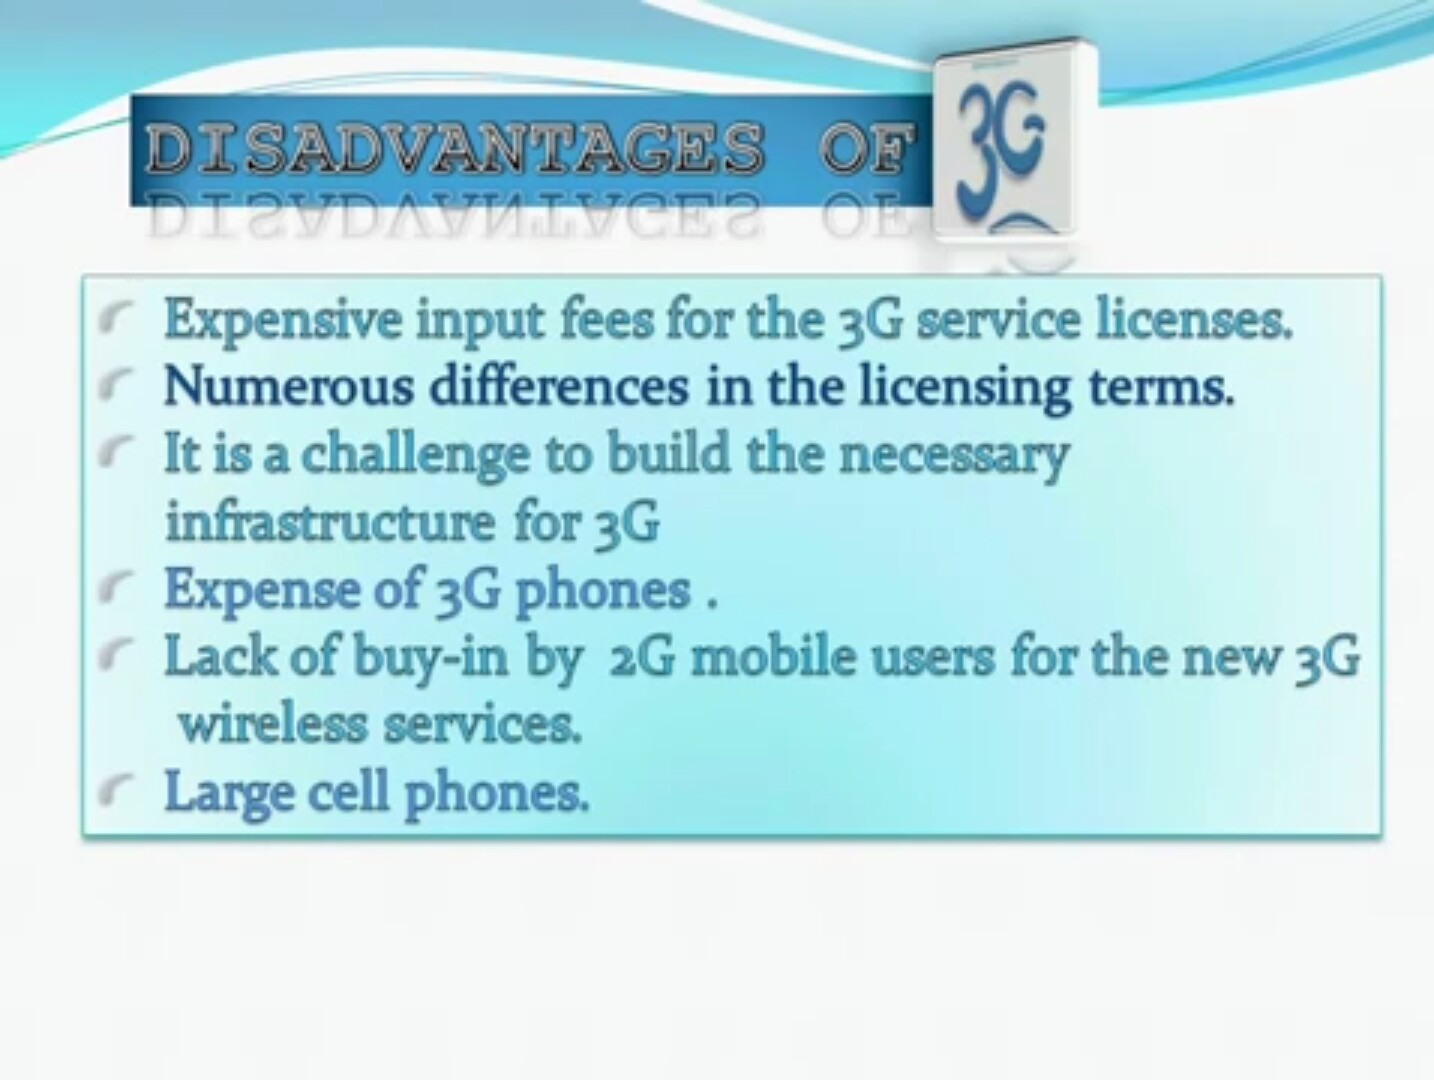 DISADVANTAGES OF 3G
Expensive input fees for the 3G service licenses.
Numerous differences in the licensing terms.
It is a challenge to build the necessary
infrastructure for 3G
Expense of 3G phones .
Lack of buy-in by 2G mobile users for the new 3G
wireless services.
Large cell phones.